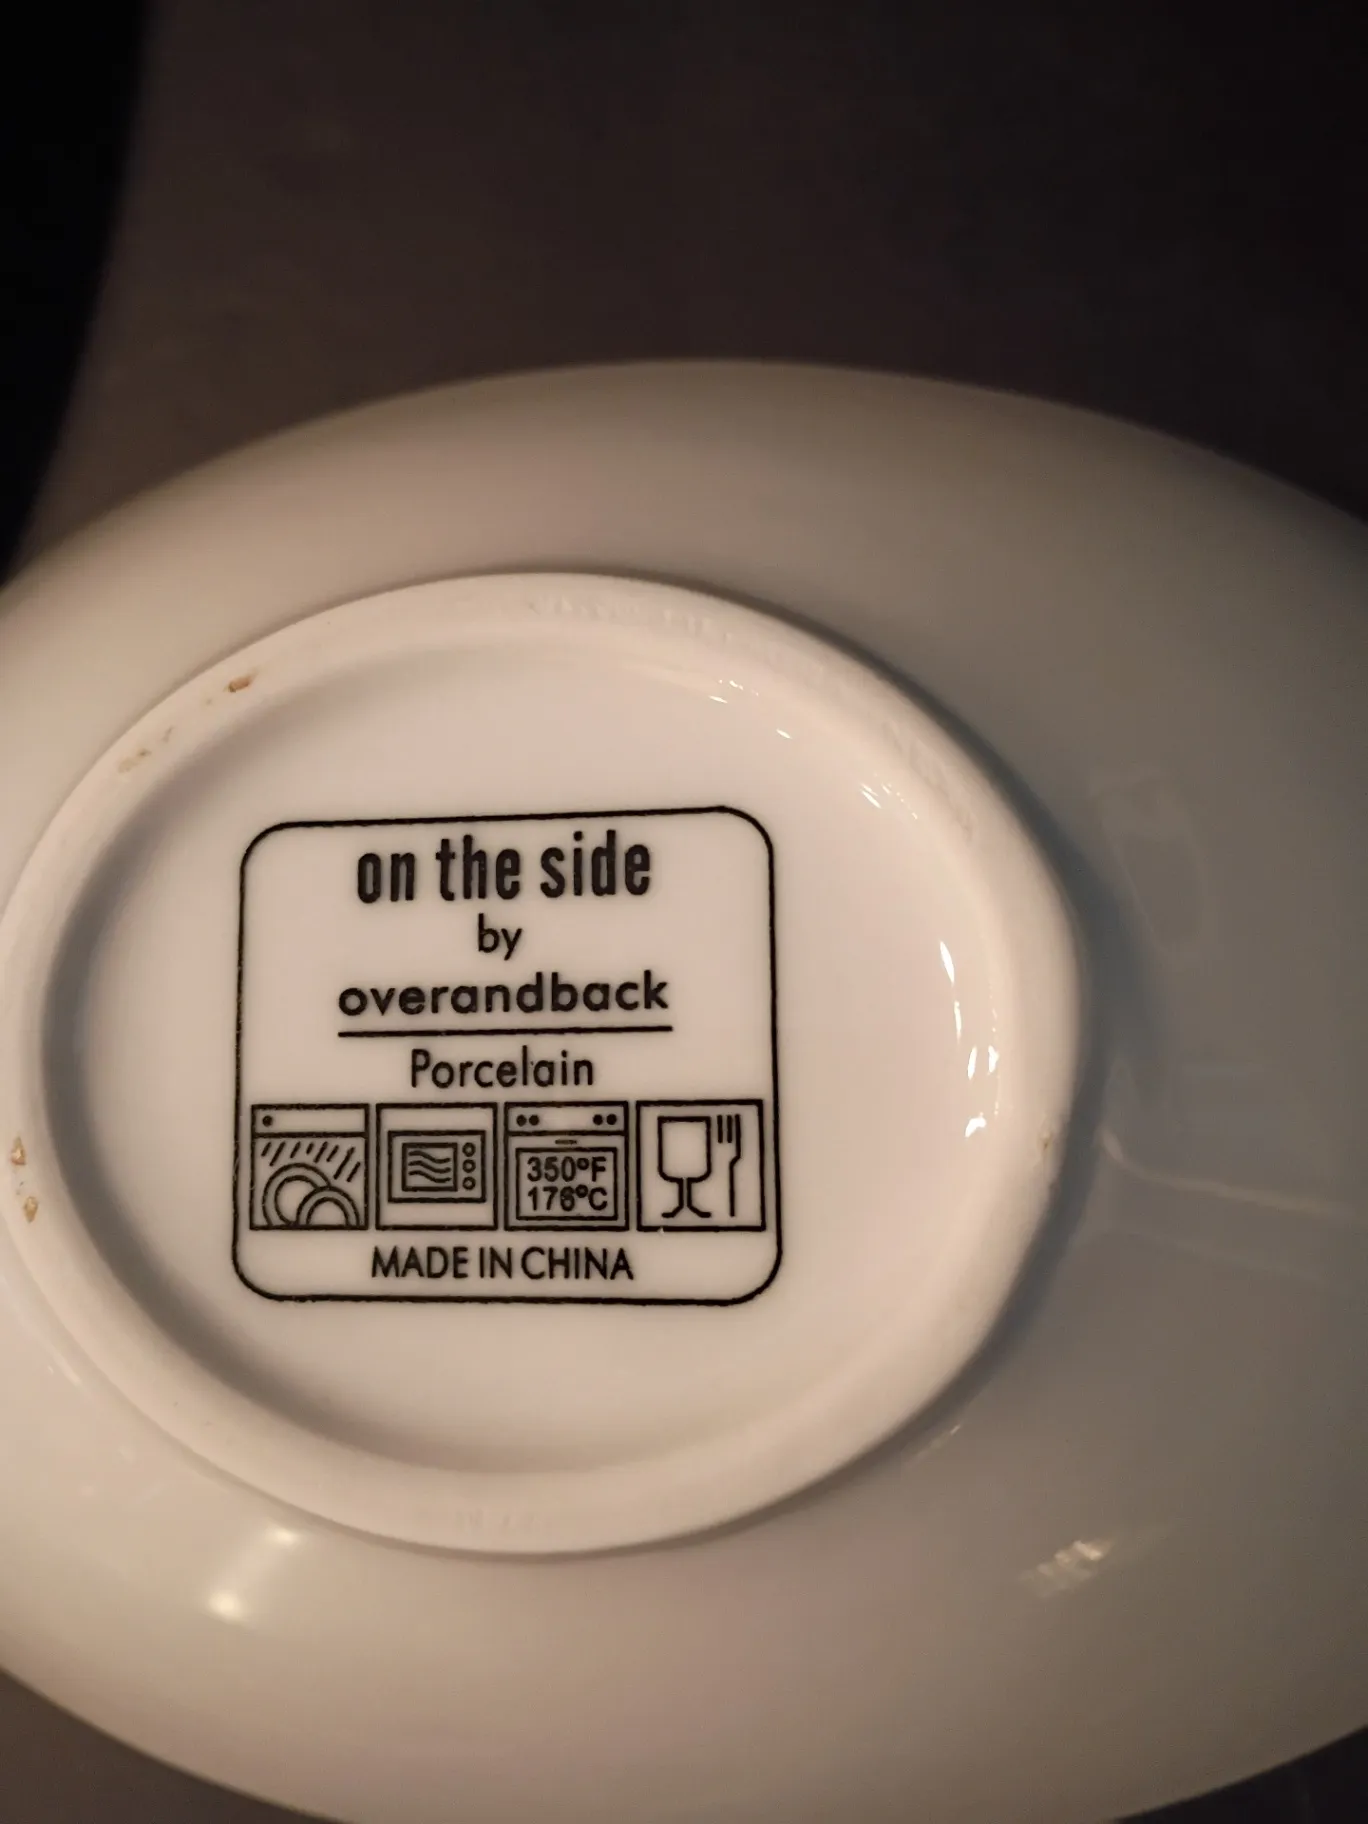 on the side
by
overandback
Porcelain
350°F
176°C
MADE IN CHINA